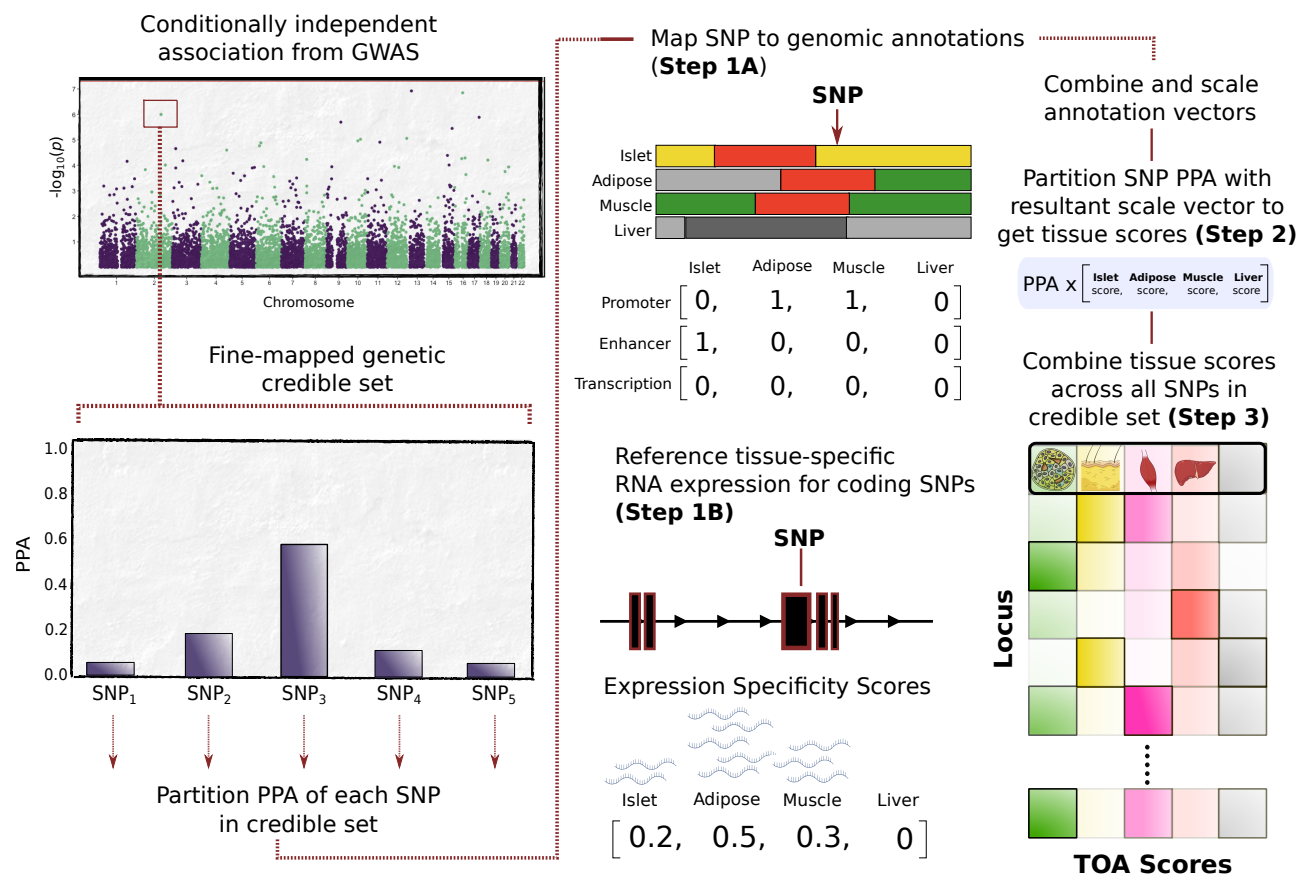 Conditionally independent
association from GWAS
-log10(p)
7
6
5
4
3
2
1
1 2 3 4 5 6 7 8 9 10 11 12 13 14 15 16 17 18 19 20 21 22
Chromosome
Fine-mapped genetic
credible set
PPA
1.0
0.8
0.6
0.4
0.2
0.0
SNP1 SNP2 SNP3 SNP4 SNP5
Partition PPA of each SNP
in credible set
Map SNP to genomic annotations
(Step 1A)
SNP
Islet
Adipose
Muscle
Liver
Islet Adipose Muscle Liver
Promoter [0, 1, 1, 0]
Enhancer [1, 0, 0, 0]
Transcription [0, 0, 0, 0]
Reference tissue-specific
RNA expression for coding SNPs
(Step 1B)
SNP
Expression Specificity Scores
Islet Adipose Muscle Liver
[0.2, 0.5, 0.3, 0]
Combine and scale
annotation vectors
Partition SNP PPA with
resultant scale vector to
get tissue scores (Step 2)
PPA x [Islet score, Adipose score, Muscle score, Liver score]
Combine tissue scores
across all SNPs in
credible set (Step 3)
Locus
TOA Scores